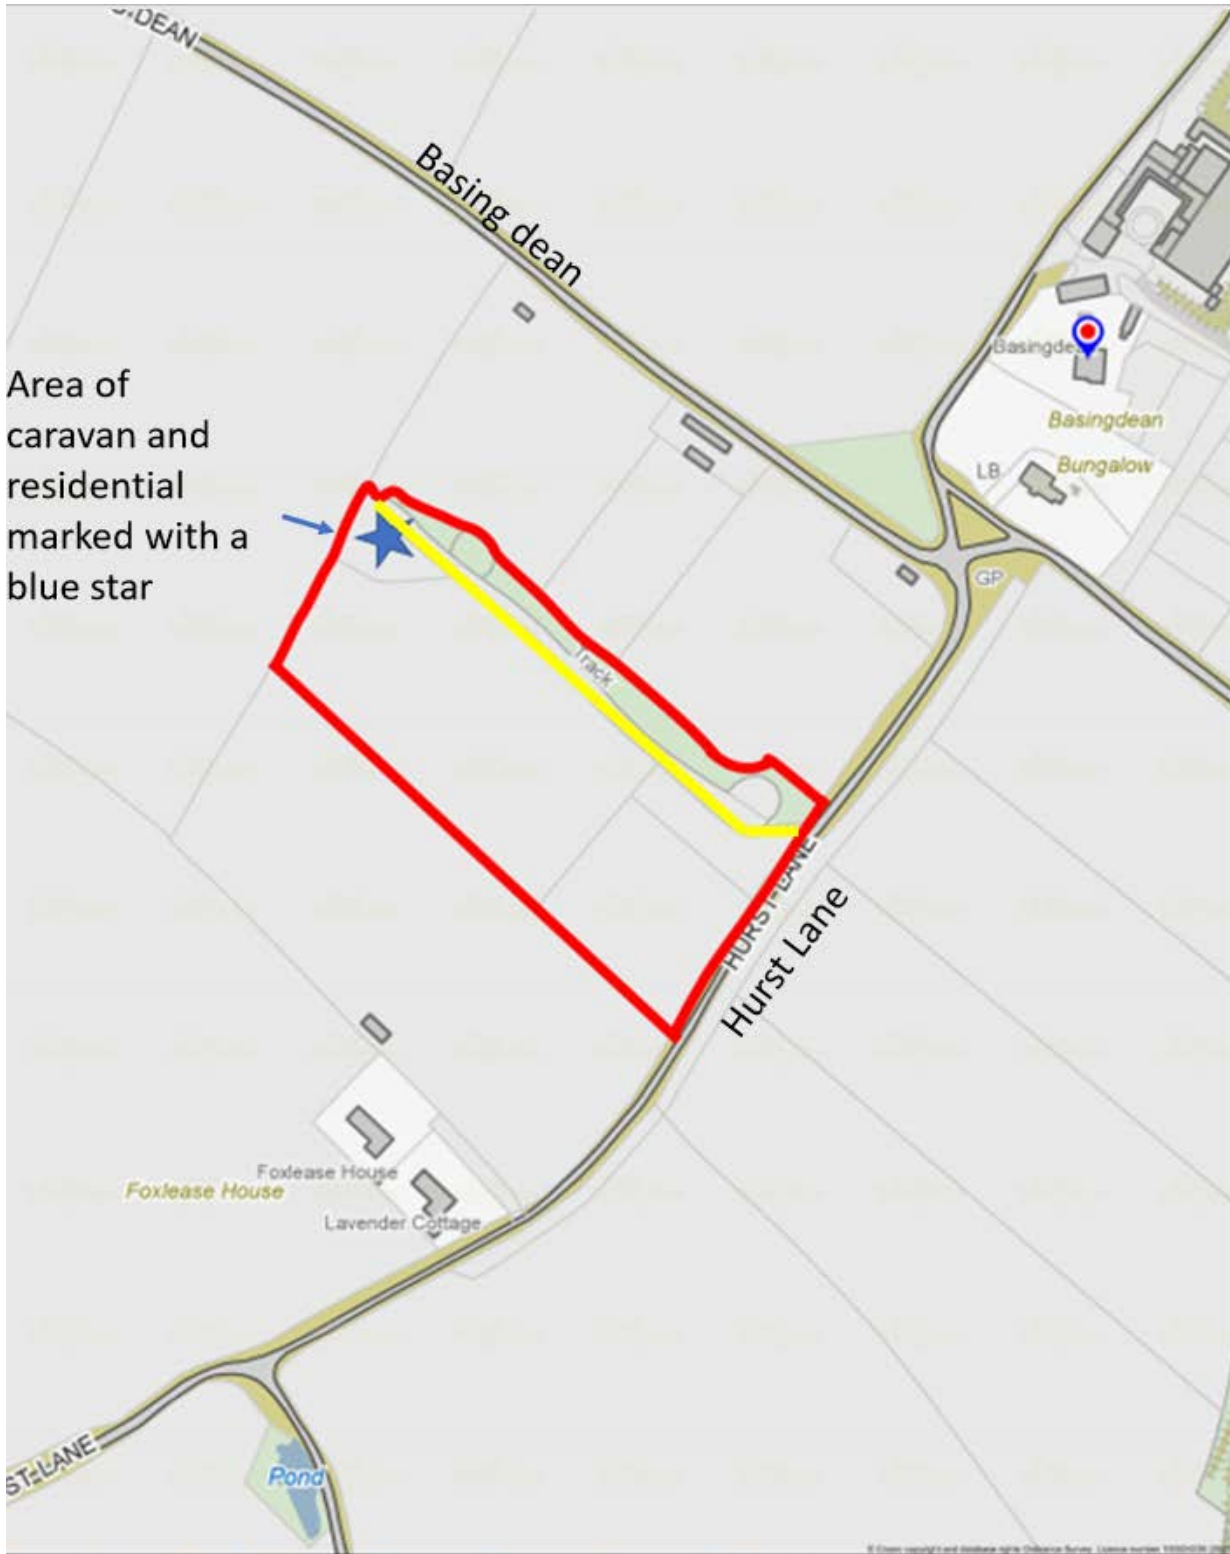 DEAN
Basing dean
Area of
caravan and
residential
marked with a
blue star
Basingdea
Basingdean
LB
Bungalow
GP
Track
HURST-LANE
Hurst Lane
Foxlease House
Foxlease House
Lavender Cottage
ST-LANE
Pond